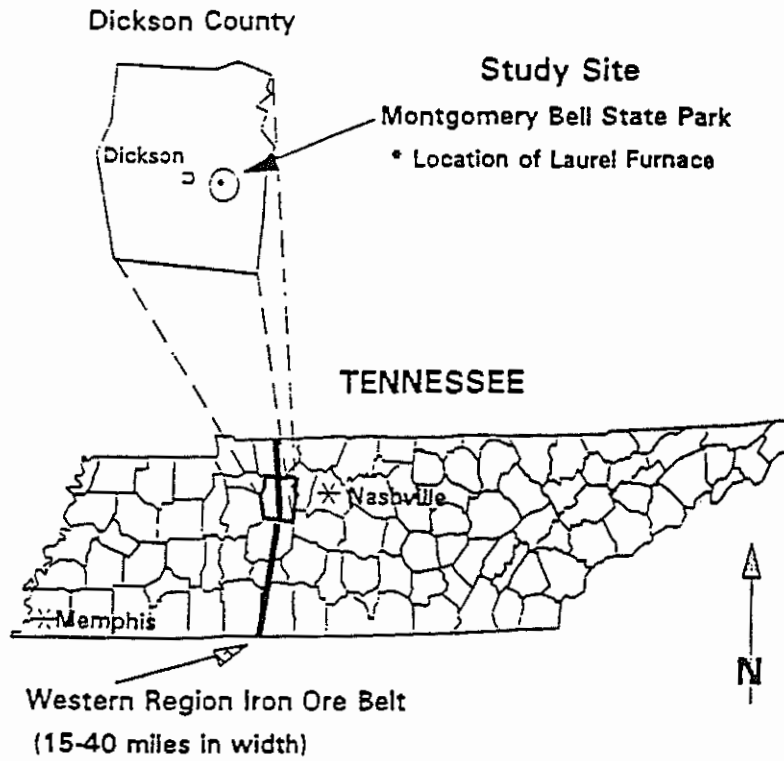 Dickson County
Study Site
Montgomery Bell State Park
* Location of Laurel Furnace
Dickson
TENNESSEE
Nashville
Memphis
N
Western Region Iron Ore Belt
(15-40 miles in width)